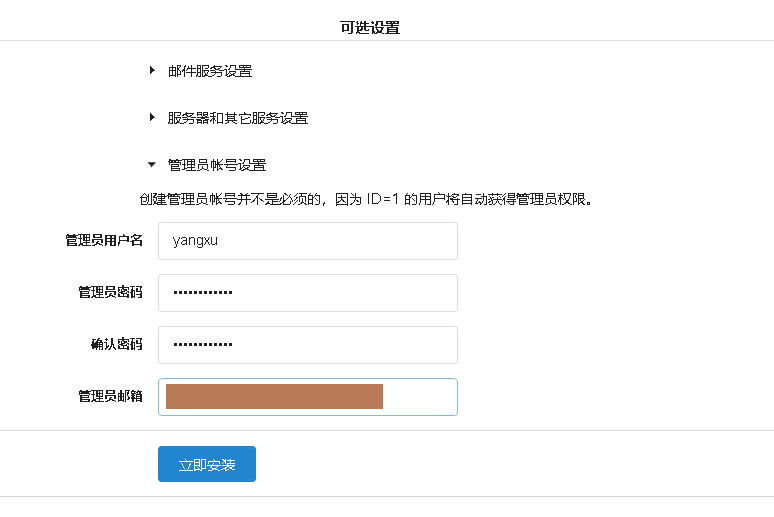 可选设置
邮件服务设置
服务器和其它服务设置
管理员帐号设置
创建管理员帐号并不是必须的，因为 ID=1 的用户将自动获得管理员权限。
管理员用户名 yangxu
管理员密码 ••••••••••••
确认密码 ••••••••••••
管理员邮箱
立即安装